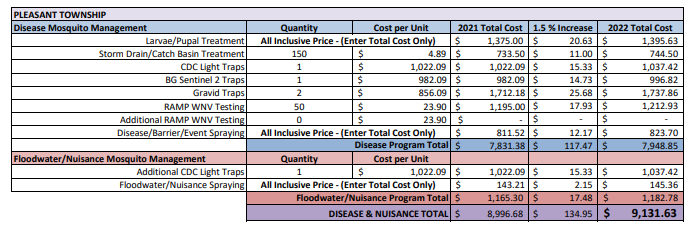 PLEASANT TOWNSHIP
Disease Mosquito Management Quantity Cost per Unit 2021 Total Cost 1.5 % Increase 2022 Total Cost
Larvae/Pupal Treatment All Inclusive Price - (Enter Total Cost Only) $ 1,375.00 $ 20.63 $ 1,395.63
Storm Drain/Catch Basin Treatment 150 $ 4.89 $ 733.50 $ 11.00 $ 744.50
CDC Light Traps 1 $ 1,022.09 $ 1,022.09 $ 15.33 $ 1,037.42
BG Sentinel 2 Traps 1 $ 982.09 $ 982.09 $ 14.73 $ 996.82
Gravid Traps 2 $ 856.09 $ 1,712.18 $ 25.68 $ 1,737.86
RAMP WNV Testing 50 $ 23.90 $ 1,195.00 $ 17.93 $ 1,212.93
Additional RAMP WNV Testing 0 $ 23.90 $ - $ - $ -
Disease/Barrier/Event Spraying All Inclusive Price - (Enter Total Cost Only) $ 811.52 $ 12.17 $ 823.70
Disease Program Total $ 7,831.38 $ 117.47 $ 7,948.85
Floodwater/Nuisance Mosquito Management Quantity Cost per Unit
Additional CDC Light Traps 1 $ 1,022.09 $ 1,022.09 $ 15.33 $ 1,037.42
Floodwater/Nuisance Spraying All Inclusive Price - (Enter Total Cost Only) $ 143.21 $ 2.15 $ 145.36
Floodwater/Nuisance Program Total $ 1,165.30 $ 17.48 $ 1,182.78
DISEASE & NUISANCE TOTAL $ 8,996.68 $ 134.95 $ 9,131.63